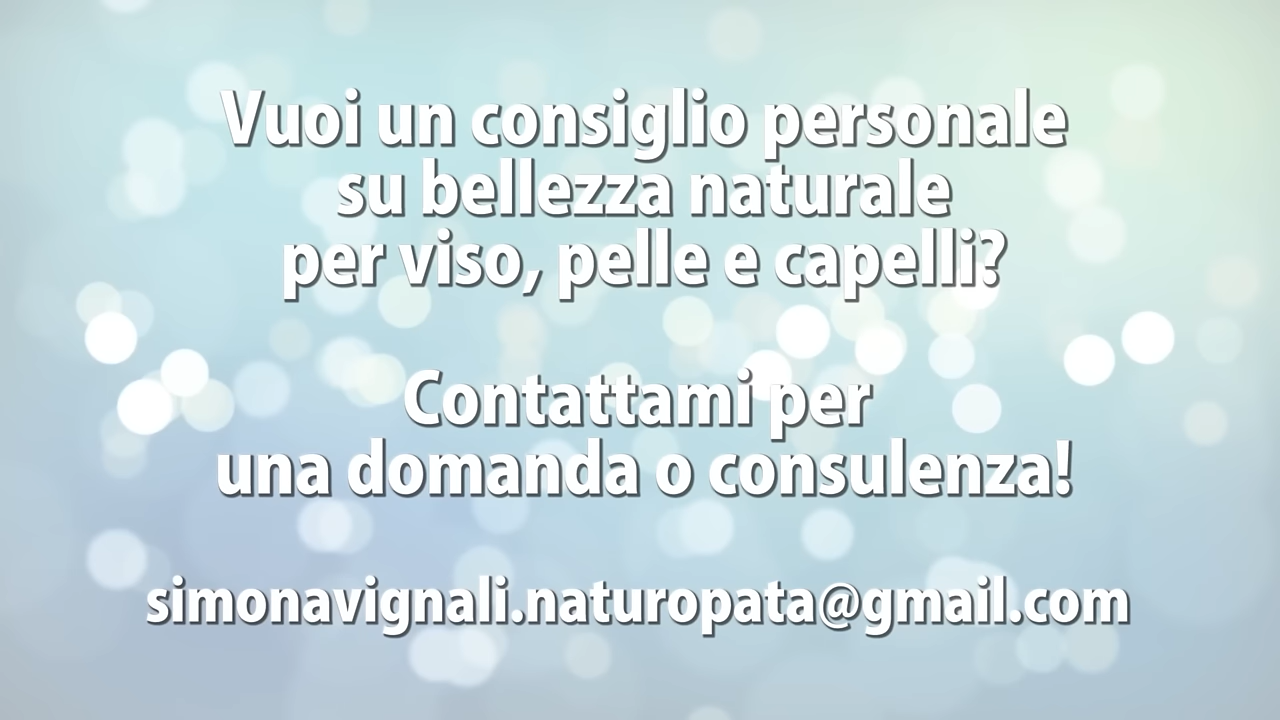 Vuoi un consiglio personale
su bellezza naturale
per viso, pelle e capelli?
Contattami per
una domanda o consulenza!
simonavignali.naturopata@gmail.com